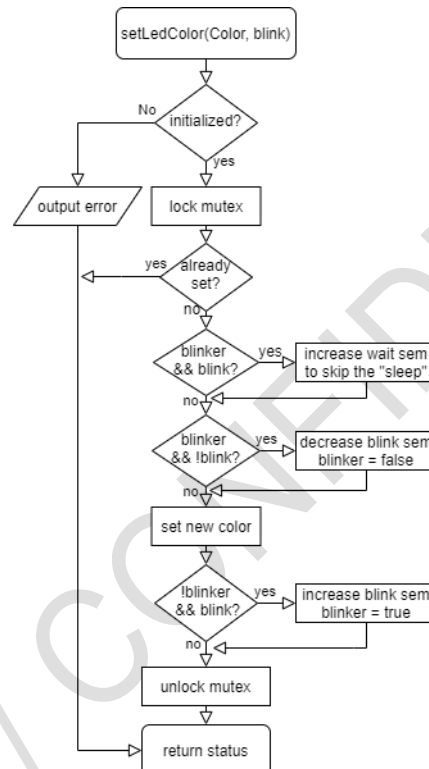 setLedColor(Color, blink)
No
initialized?
yes
output error
lock mutex
yes
already
set?
no
blinker
&& blink?
yes
increase wait sem
to skip the "sleep"
no
blinker
&& !blink?
yes
decrease blink sem
blinker = false
no
set new color
!blinker
&& blink?
yes
increase blink sem
blinker = true
no
unlock mutex
return status